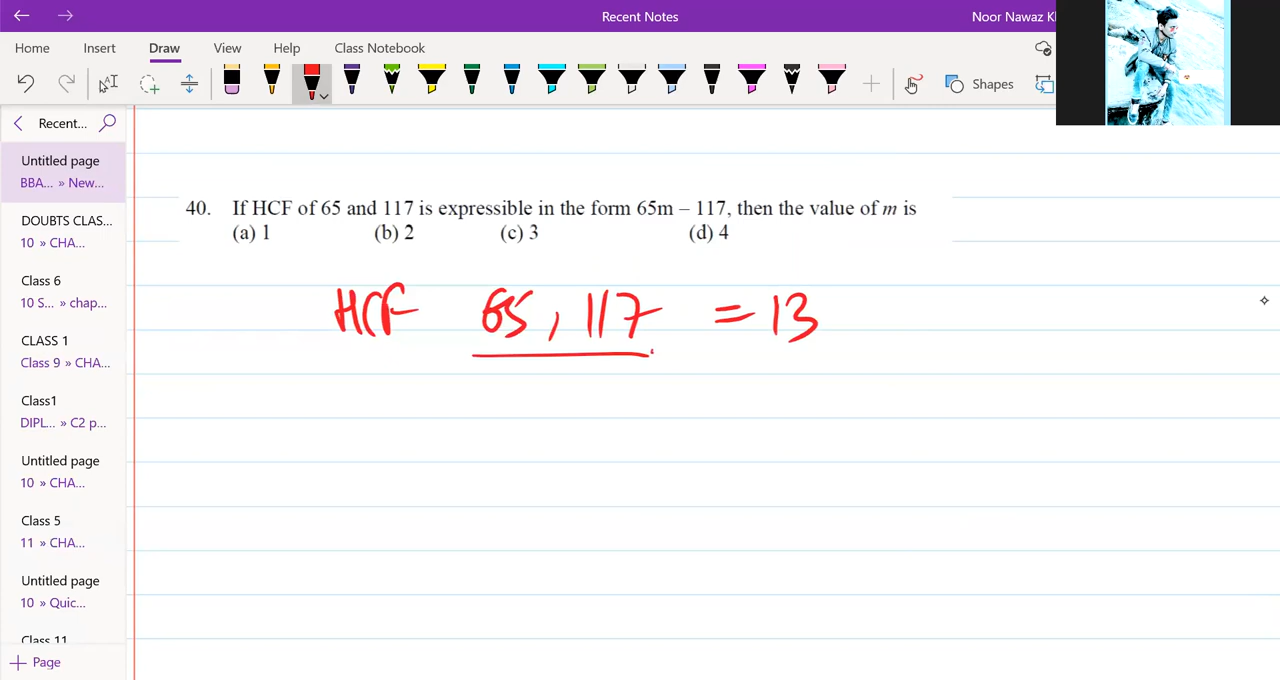 Recent Notes
Noor Nawaz Kh
Home Insert Draw View Help Class Notebook
Shapes
Recent...
Untitled page
BBA... » New...
DOUBTS CLAS...
10 » CHA...
Class 6
10 S... » chap...
CLASS 1
Class 9 » CHA...
Class1
DIPL... » C2 p...
Untitled page
10 » CHA...
Class 5
11 » CHA...
Untitled page
10 » Quic...
Class 11
Page
40. If HCF of 65 and 117 is expressible in the form 65m – 117, then the value of m is
(a) 1 (b) 2 (c) 3 (d) 4
HCF 65, 117 = 13